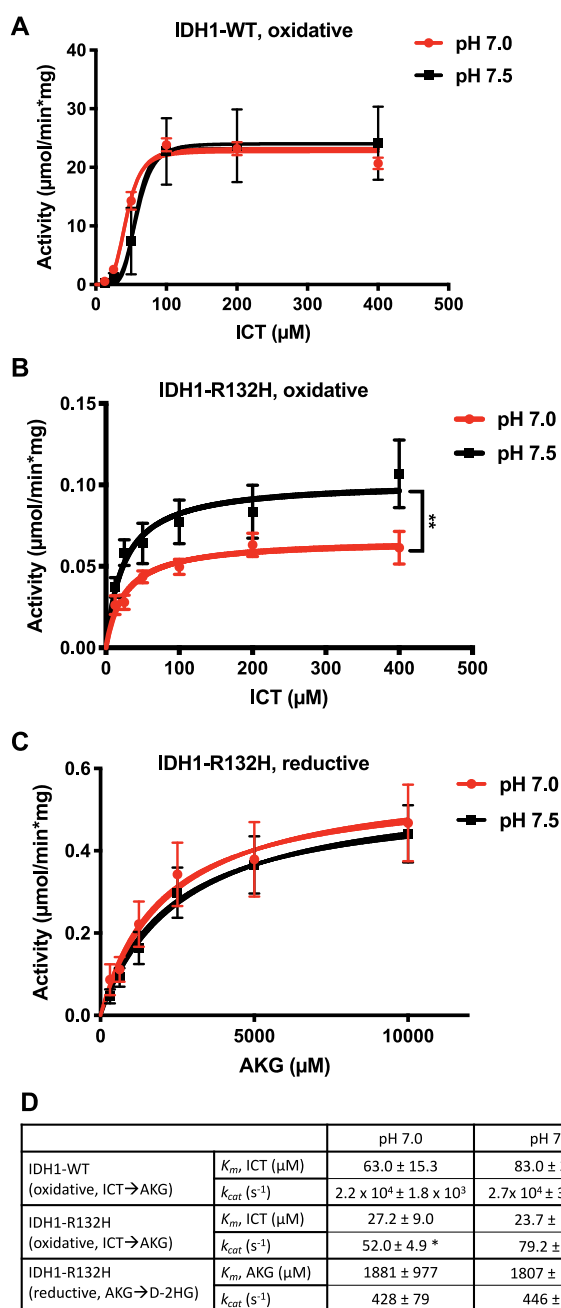 A
IDH1-WT, oxidative
pH 7.0
pH 7.5
Activity (µmol/min*mg)
40
30
20
10
0
0 100 200 300 400 500
ICT (µM)
B
IDH1-R132H, oxidative
pH 7.0
pH 7.5
Activity (µmol/min*mg)
0.15
0.10
0.05
0.00
**
0 100 200 300 400 500
ICT (µM)
C
IDH1-R132H, reductive
pH 7.0
pH 7.5
Activity (µmol/min*mg)
0.6
0.4
0.2
0.0
0 5000 10000
AKG (µM)
D
pH 7.0 pH 7
IDH1-WT
(oxidative, ICT→AKG)
Km, ICT (µM) 63.0 ± 15.3 83.0 ±
kcat (s-1) 2.2 x 10⁴ ± 1.8 x 10³ 2.7x 10⁴ ± 3
IDH1-R132H
(oxidative, ICT→AKG)
Km, ICT (µM) 27.2 ± 9.0 23.7 ±
kcat (s-1) 52.0 ± 4.9 * 79.2 ±
IDH1-R132H
(reductive, AKG→D-2HG)
Km, AKG (µM) 1881 ± 977 1807 ±
kcat (s-1) 428 ± 79 446 ±